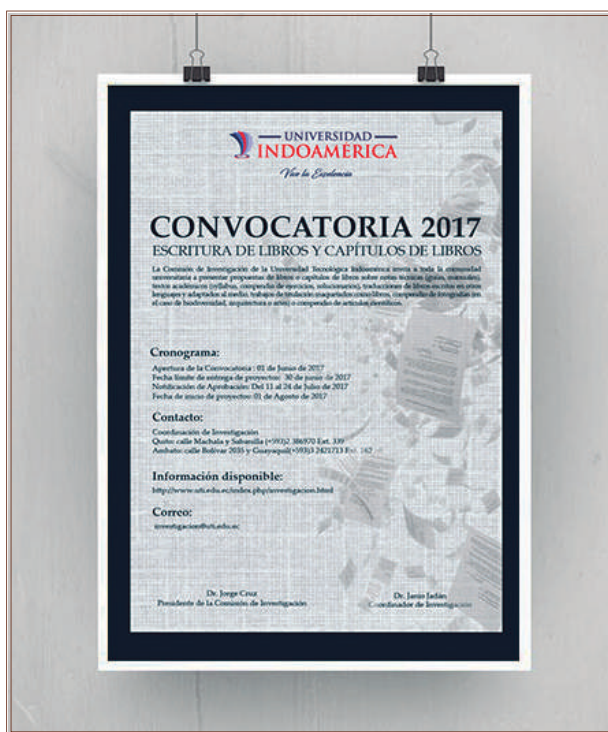 UNIVERSIDAD
INDOAMÉRICA
Vive la Excelencia
CONVOCATORIA 2017
ESCRITURA DE LIBROS Y CAPÍTULOS DE LIBROS
La Comisión de Investigación de la Universidad Tecnológica Indoamérica invita a toda la comunidad
universitaria a presentar propuestas de libros o capítulos de libros sobre notas técnicas (guías, manuales),
textos académicos (syllabus, compendio de ejercicios, solucionarios), traducciones de libros escritos en otros
lenguajes y adaptados al medio, trabajos de titulación maquetados como libros, compendio de fotografías (en
el caso de biodiversidad, arquitectura o artes) o compendio de artículos científicos.
Cronograma:
Apertura de la Convocatoria : 01 de Junio de 2017
Fecha límite de entrega de proyectos: 30 de junio de 2017
Notificación de Aprobación: Del 11 al 24 de Julio de 2017
Fecha de inicio de proyectos: 01 de Agosto de 2017
Contacto:
Coordinación de Investigación
Quito: calle Machala y Sabanilla (+593)2 386970 Ext. 339
Ambato: calle Bolívar 2035 y Guayaquil(+593)3 2421713 Ext. 162
Información disponible:
http://www.uti.edu.ec/index.php/investigacion.html
Correo:
investigacion@uti.edu.ec
Dr. Jorge Cruz
Presidente de la Comisión de Investigación
Dr. Janio Jadán
Coordinador de Investigación